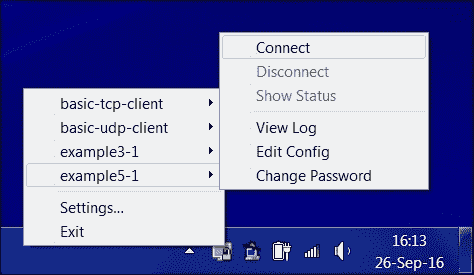 Connect
Disconnect
Show Status
View Log
Edit Config
Change Password
basic-tcp-client
basic-udp-client
example3-1
example5-1
Settings...
Exit
16:13
26-Sep-16